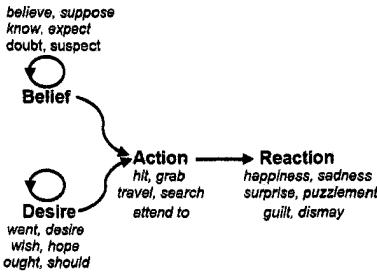 believe, suppose
know, expect
doubt, suspect
Belief
Action
hit, grab
travel, search
attend to
Reaction
happiness, sadness
surprise, puzzlement
guilt, dismay
Desire
want, desire
wish, hope
ought, should